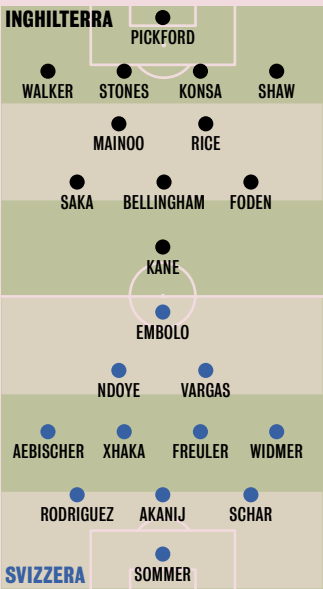 INGHILTERRA
PICKFORD
WALKER STONES KONSA SHAW
MAINOO RICE
SAKA BELLINGHAM FODEN
KANE
EMBOLO
NDOYE VARGAS
AEBISCHER XHAKA FREULER WIDMER
RODRIGUEZ AKANIJ SCHAR
SOMMER
SVIZZERA